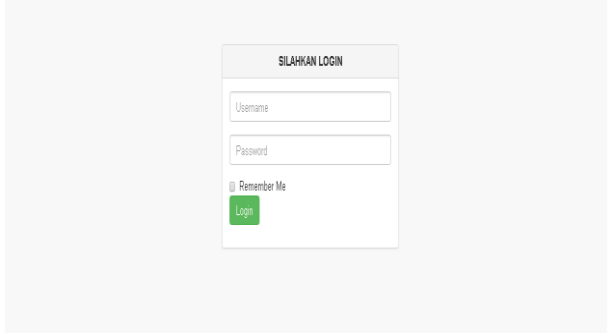 SILAHKAN LOGIN
Username
Password
Remember Me
Login